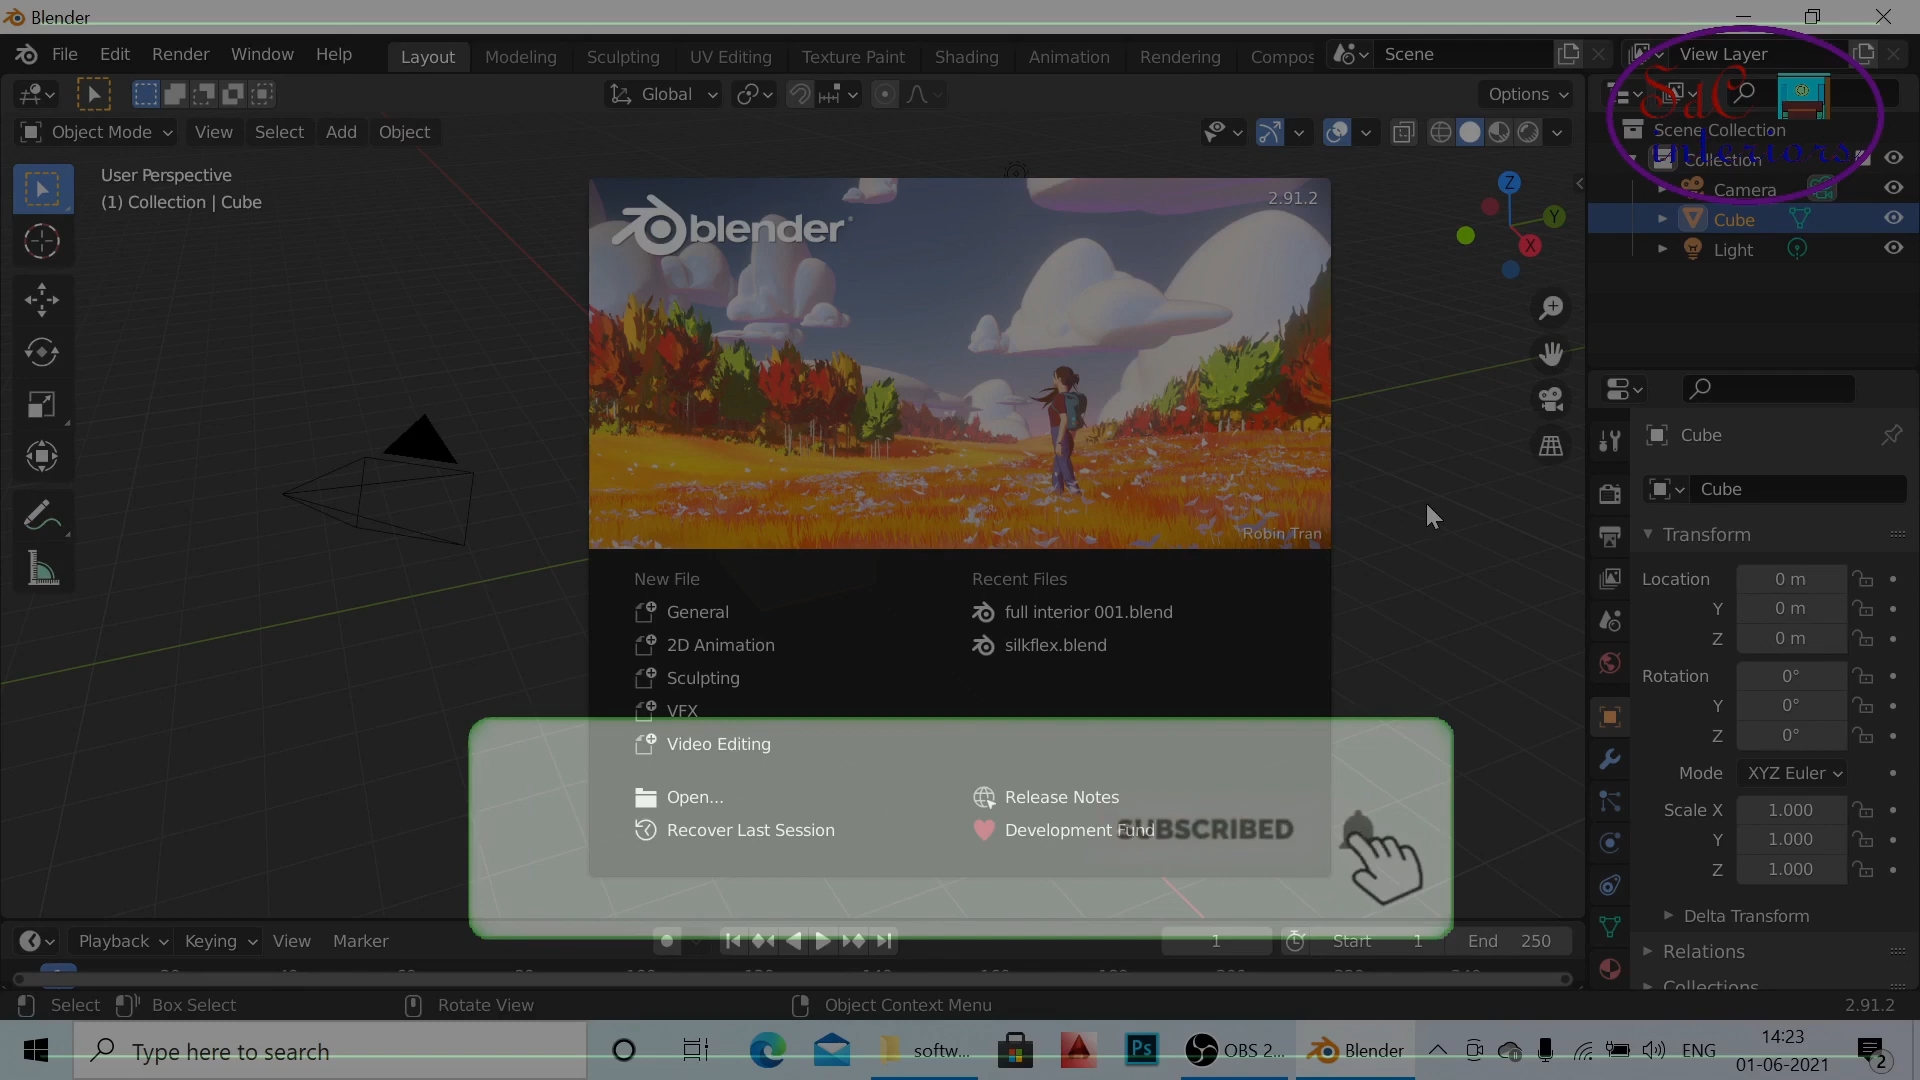 Blender
File Edit Render Window Help
Layout Modeling Sculpting UV Editing Texture Paint Shading Animation Rendering Compos
Scene
View Layer
Global
Options
SaC
interiors
Object Mode View Select Add Object
Scene Collection
Collection
Camera
Cube
Light
User Perspective
(1) Collection | Cube
Z
Y
X
blender
2.91.2
Robin Tran
New File
General
2D Animation
Sculpting
VFX
Video Editing
Open...
Recover Last Session
Recent Files
full interior 001.blend
silkflex.blend
Release Notes
Development Fund
SUBSCRIBED
Cube
Cube
Transform
Location 0 m
Y 0 m
Z 0 m
Rotation 0°
Y 0°
Z 0°
Mode XYZ Euler
Scale X 1.000
Y 1.000
Z 1.000
Delta Transform
Relations
Collections
Playback Keying View Marker
1 Start 1 End 250
Select Box Select Rotate View Object Context Menu 2.91.2
Type here to search
Ps
softw...
OBS 2...
Blender
ENG
14:23
01-06-2021
2